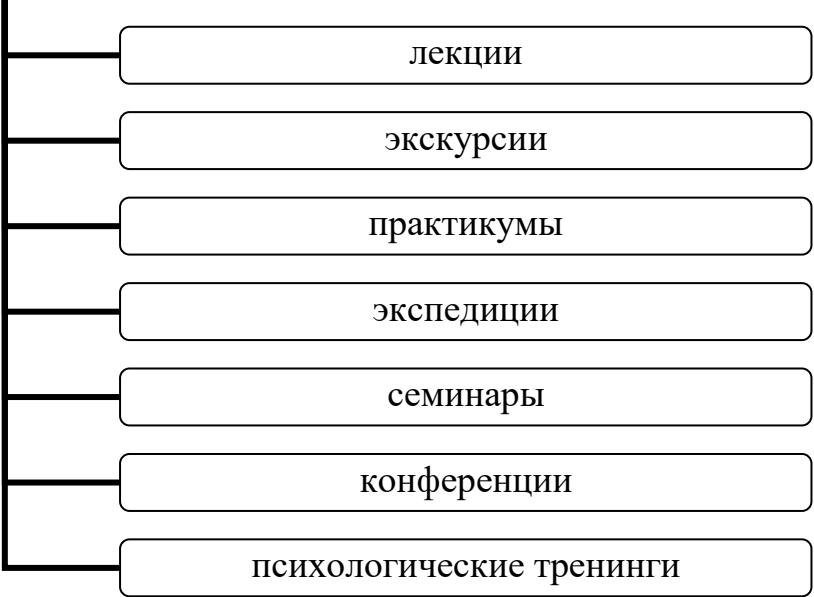 лекции
экскурсии
практикумы
экспедиции
семинары
конференции
психологические тренинги